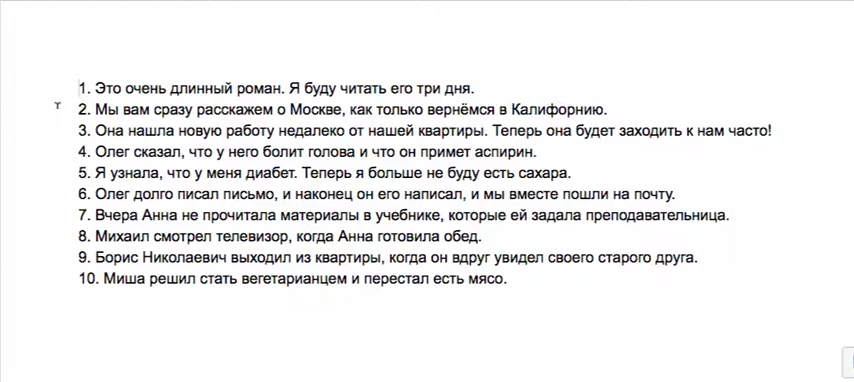 1. Это очень длинный роман. Я буду читать его три дня.
2. Мы вам сразу расскажем о Москве, как только вернёмся в Калифорнию.
3. Она нашла новую работу недалеко от нашей квартиры. Теперь она будет заходить к нам часто!
4. Олег сказал, что у него болит голова и что он примет аспирин.
5. Я узнала, что у меня диабет. Теперь я больше не буду есть сахара.
6. Олег долго писал письмо, и наконец он его написал, и мы вместе пошли на почту.
7. Вчера Анна не прочитала материалы в учебнике, которые ей задала преподавательница.
8. Михаил смотрел телевизор, когда Анна готовила обед.
9. Борис Николаевич выходил из квартиры, когда он вдруг увидел своего старого друга.
10. Миша решил стать вегетарианцем и перестал есть мясо.